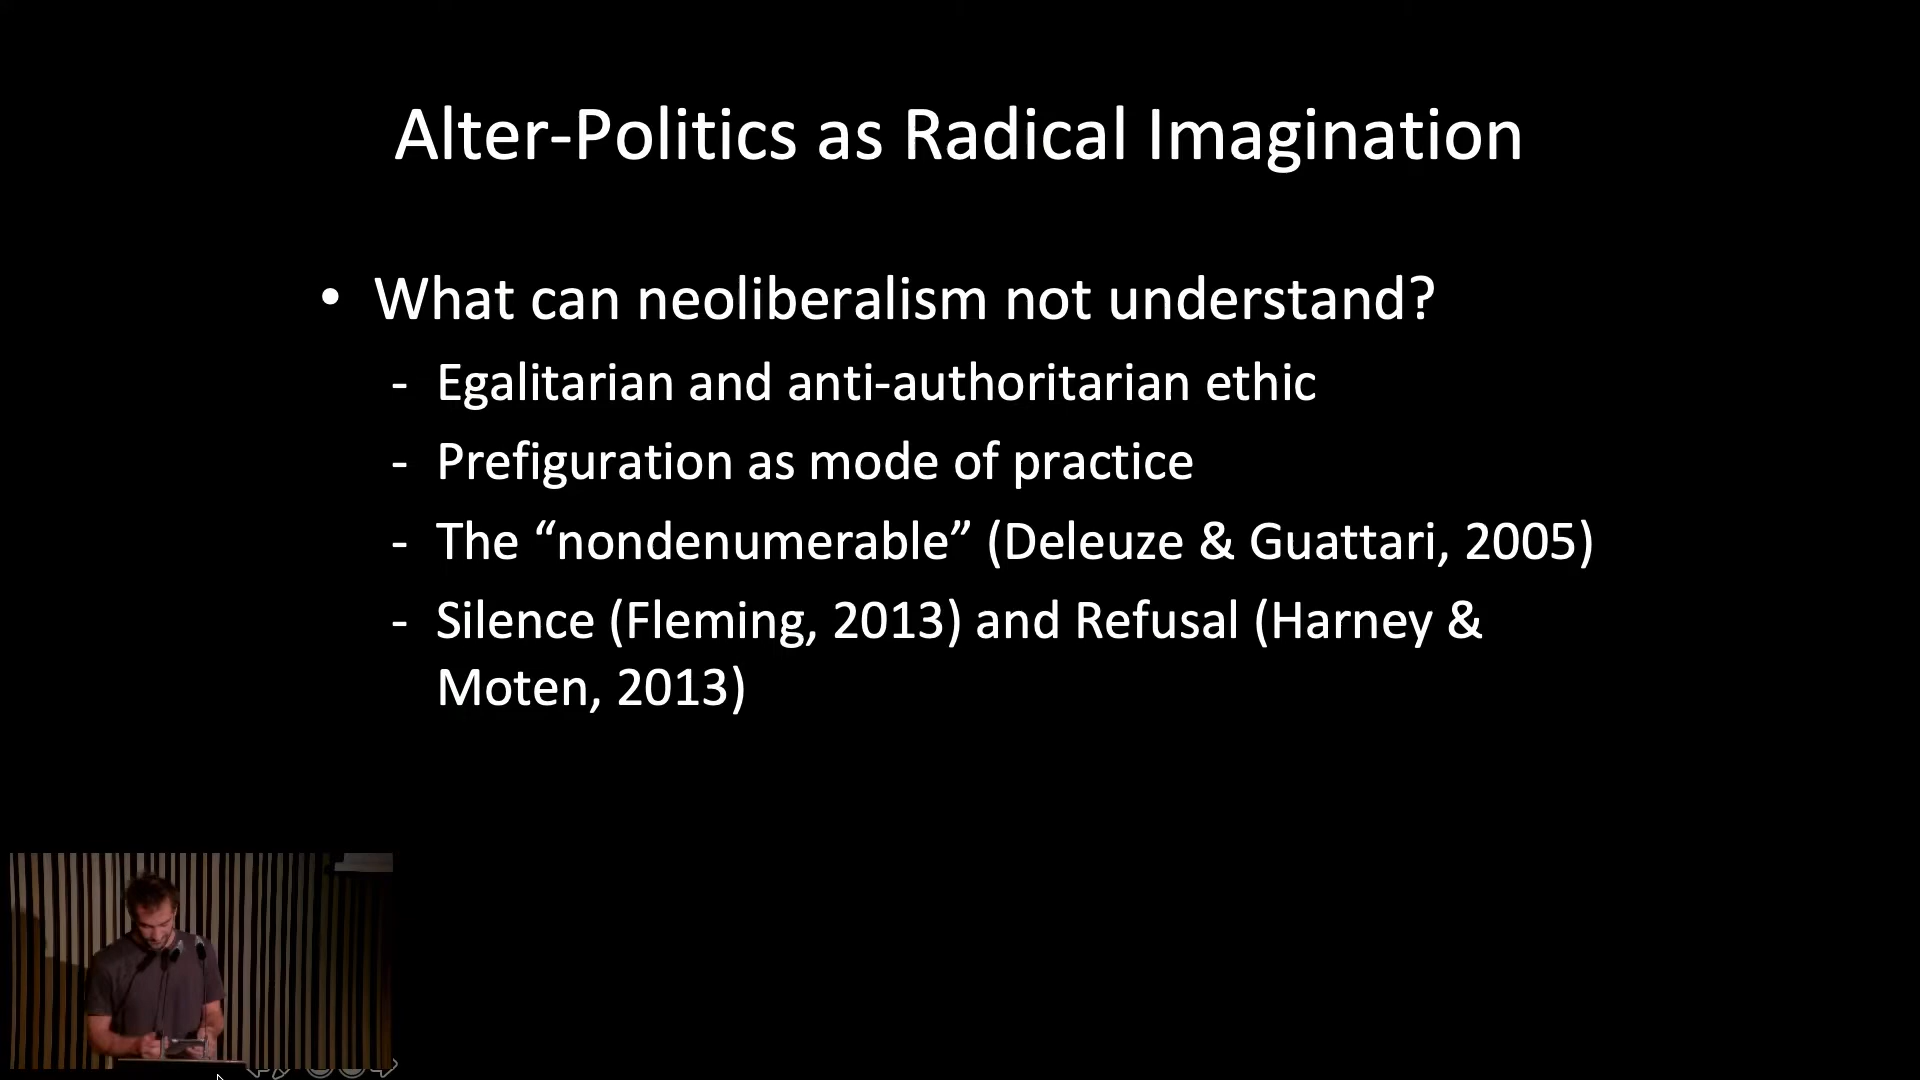 Alter-Politics as Radical Imagination
• What can neoliberalism not understand?
- Egalitarian and anti-authoritarian ethic
- Prefiguration as mode of practice
- The “nondenumerable” (Deleuze & Guattari, 2005)
- Silence (Fleming, 2013) and Refusal (Harney &
Moten, 2013)